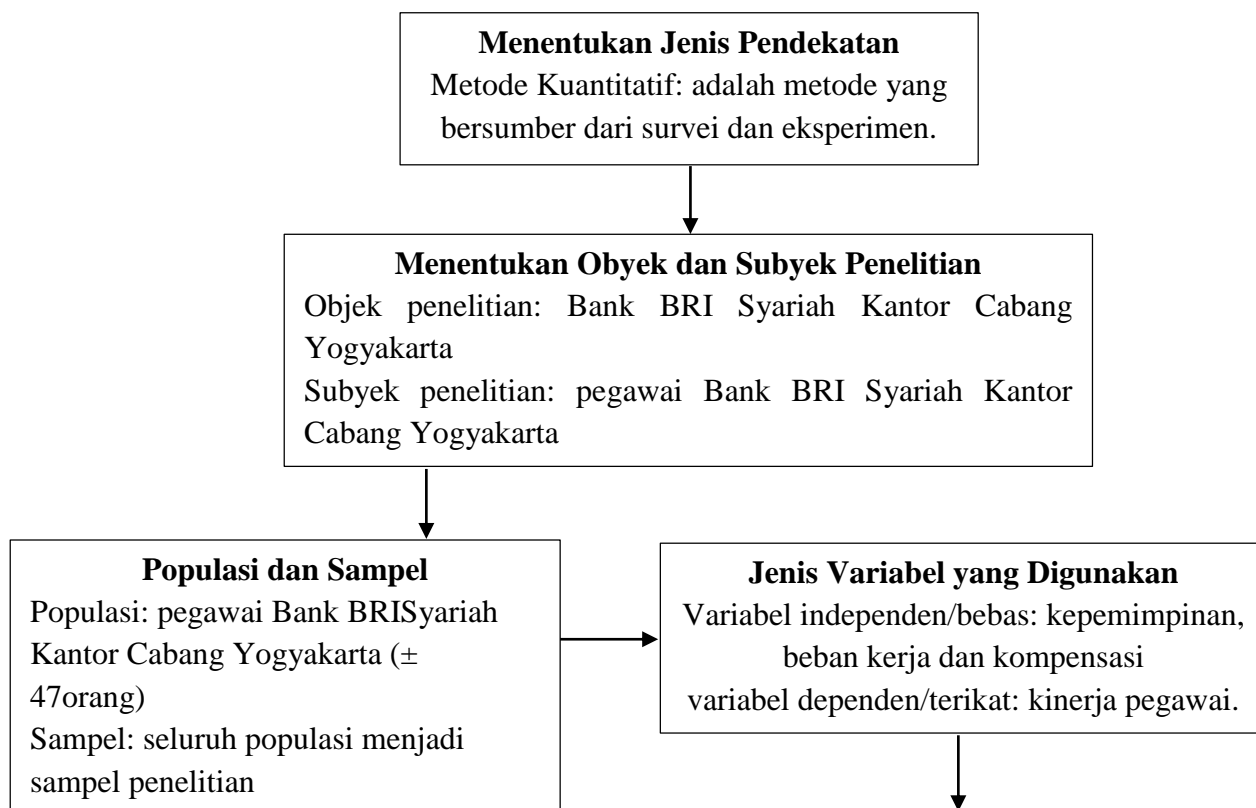 Menentukan Jenis Pendekatan
Metode Kuantitatif: adalah metode yang
bersumber dari survei dan eksperimen.
Menentukan Obyek dan Subyek Penelitian
Objek penelitian: Bank BRI Syariah Kantor Cabang
Yogyakarta
Subyek penelitian: pegawai Bank BRI Syariah Kantor
Cabang Yogyakarta
Populasi dan Sampel
Populasi: pegawai Bank BRISyariah
Kantor Cabang Yogyakarta (±
47orang)
Sampel: seluruh populasi menjadi
sampel penelitian
Jenis Variabel yang Digunakan
Variabel independen/bebas: kepemimpinan,
beban kerja dan kompensasi
variabel dependen/terikat: kinerja pegawai.